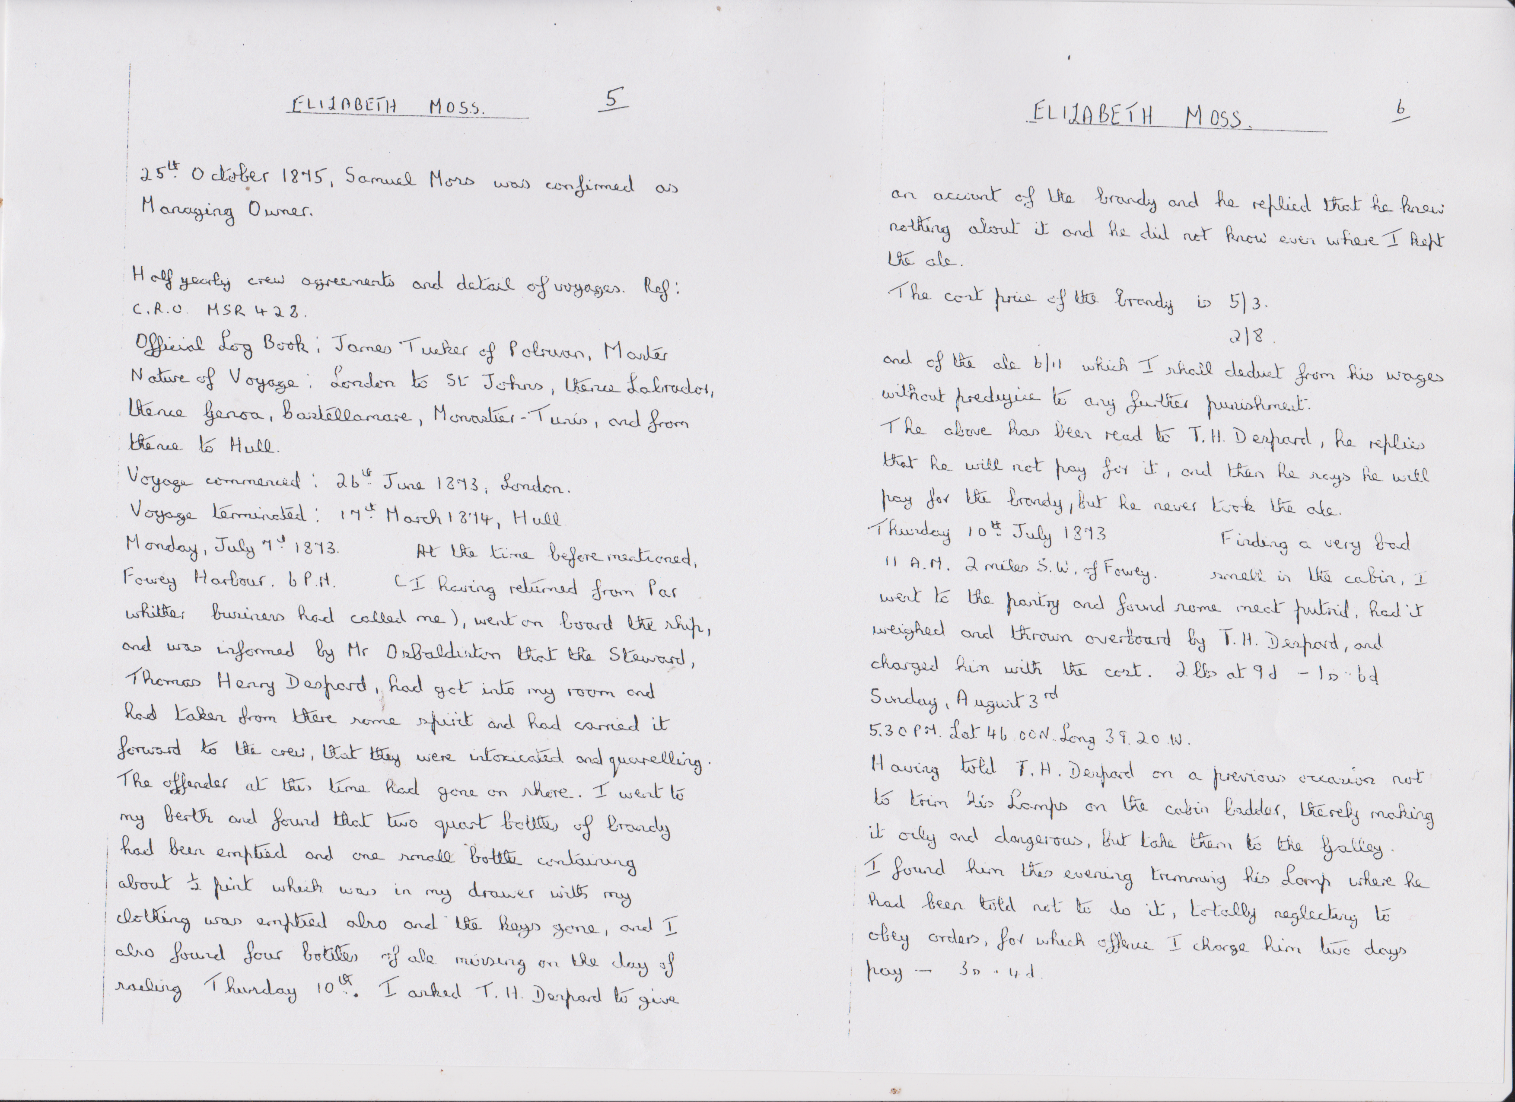 ELIZABETH MOSS. 5
25th October 1875, Samuel Moss was confirmed as
Managing Owner.
Half yearly crew agreements and detail of voyages. Ref:
C.R.O. MSR 428.
Official Log Book; James Tucker of Polruan, Master
Nature of Voyage: London to St Johns, thence Labrador,
thence Genoa, Castellamare, Monastier-Tunis, and from
thence to Hull.
Voyage commenced: 26th June 1873, London.
Voyage terminated: 17th March 1874, Hull
Monday, July 7th 1873. At the time before mentioned,
Fowey Harbour. 6 P.M. (I having returned from Par
whither business had called me), went on board the ship,
and was informed by Mr Osbaldiston that the Steward,
Thomas Henry Despard, had got into my room and
had taken from there some spirit and had carried it
forward to the crew, that they were intoxicated and quarelling.
The offender at this time had gone on shore. I went to
my berth and found that two quart bottles of brandy
had been emptied and one small bottle containing
about ½ pint which was in my drawer with my
clothing was emptied also and the keys gone, and I
also found four bottles of ale missing on the day of
sailing Thursday 10th. I asked T.H. Despard to give
ELIZABETH MOSS. 6
an account of the brandy and he replied that he knew
nothing about it and he did not know even where I kept
the ale.
The cost price of the brandy is 5/3.
2/8.
and of the ale 6/11 which I shall deduct from his wages
without predujice to any further punishment.
The above has been read to T.H. Despard, he replies
that he will not pay for it, and then he says he will
pay for the brandy, but he never took the ale.
Thursday 10th July 1873 Finding a very bad
11 A.M. 2 miles S.W. of Fowey. smell in the cabin, I
went to the pantry and found some meat putrid, had it
weighed and thrown overboard by T.H. Despard, and
charged him with the cost. 2 lbs at 9d - 1s . 6d
Sunday, August 3rd
5.30 P.M. Lat 46.00N. Long 39.20.W.
Having told T.H. Despard on a previous occasion not
to trim his Lamps on the cabin ladder, thereby making
it oily and dangerous, but take them to the Galley.
I found him this evening trimming his Lamp where he
had been told not to do it, totally neglecting to
obey orders, for which offence I charge him two days
pay — 3s . 4d.